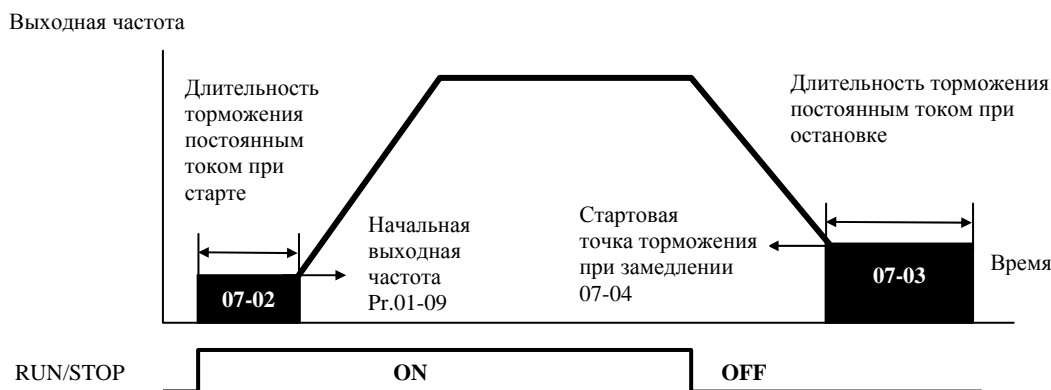 Выходная частота
Длительность
торможения
постоянным
током при
старте
Длительность торможения
постоянным током при
остановке
Начальная
выходная
частота
Pr.01-09
Стартовая
точка торможения
при замедлении
07-04
07-02
07-03
Время
RUN/STOP
ON
OFF